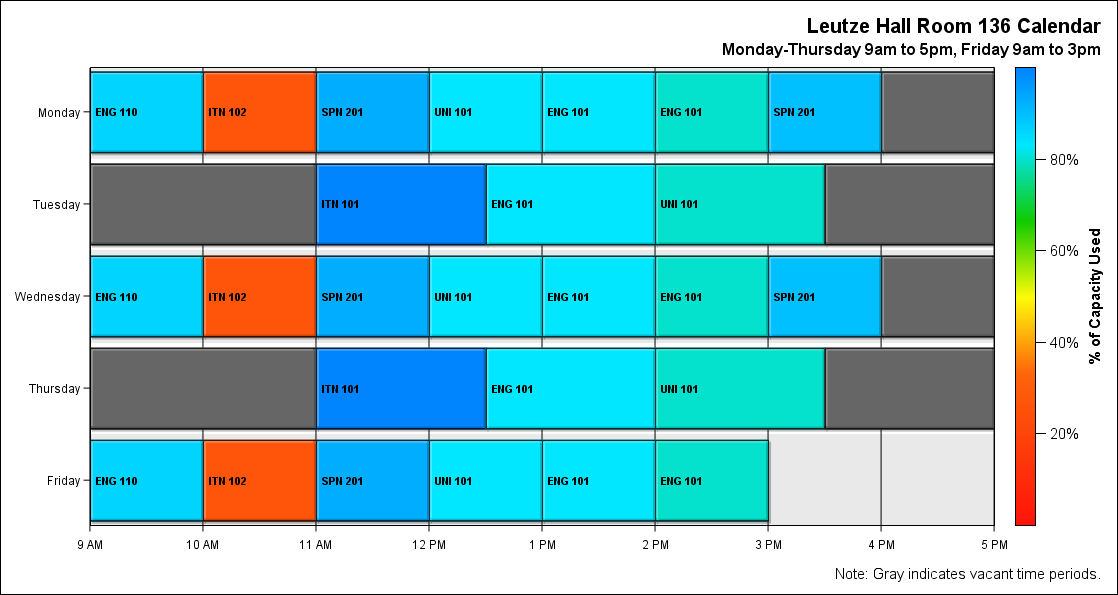 Leutze Hall Room 136 Calendar
Monday-Thursday 9am to 5pm, Friday 9am to 3pm
Monday ENG 110 ITN 102 SPN 201 UNI 101 ENG 101 ENG 101 SPN 201
80%
Tuesday ITN 101 ENG 101 UNI 101
60%
% of Capacity Used
Wednesday ENG 110 ITN 102 SPN 201 UNI 101 ENG 101 ENG 101 SPN 201
40%
Thursday ITN 101 ENG 101 UNI 101
20%
Friday ENG 110 ITN 102 SPN 201 UNI 101 ENG 101 ENG 101
9 AM 10 AM 11 AM 12 PM 1 PM 2 PM 3 PM 4 PM 5 PM
Note: Gray indicates vacant time periods.